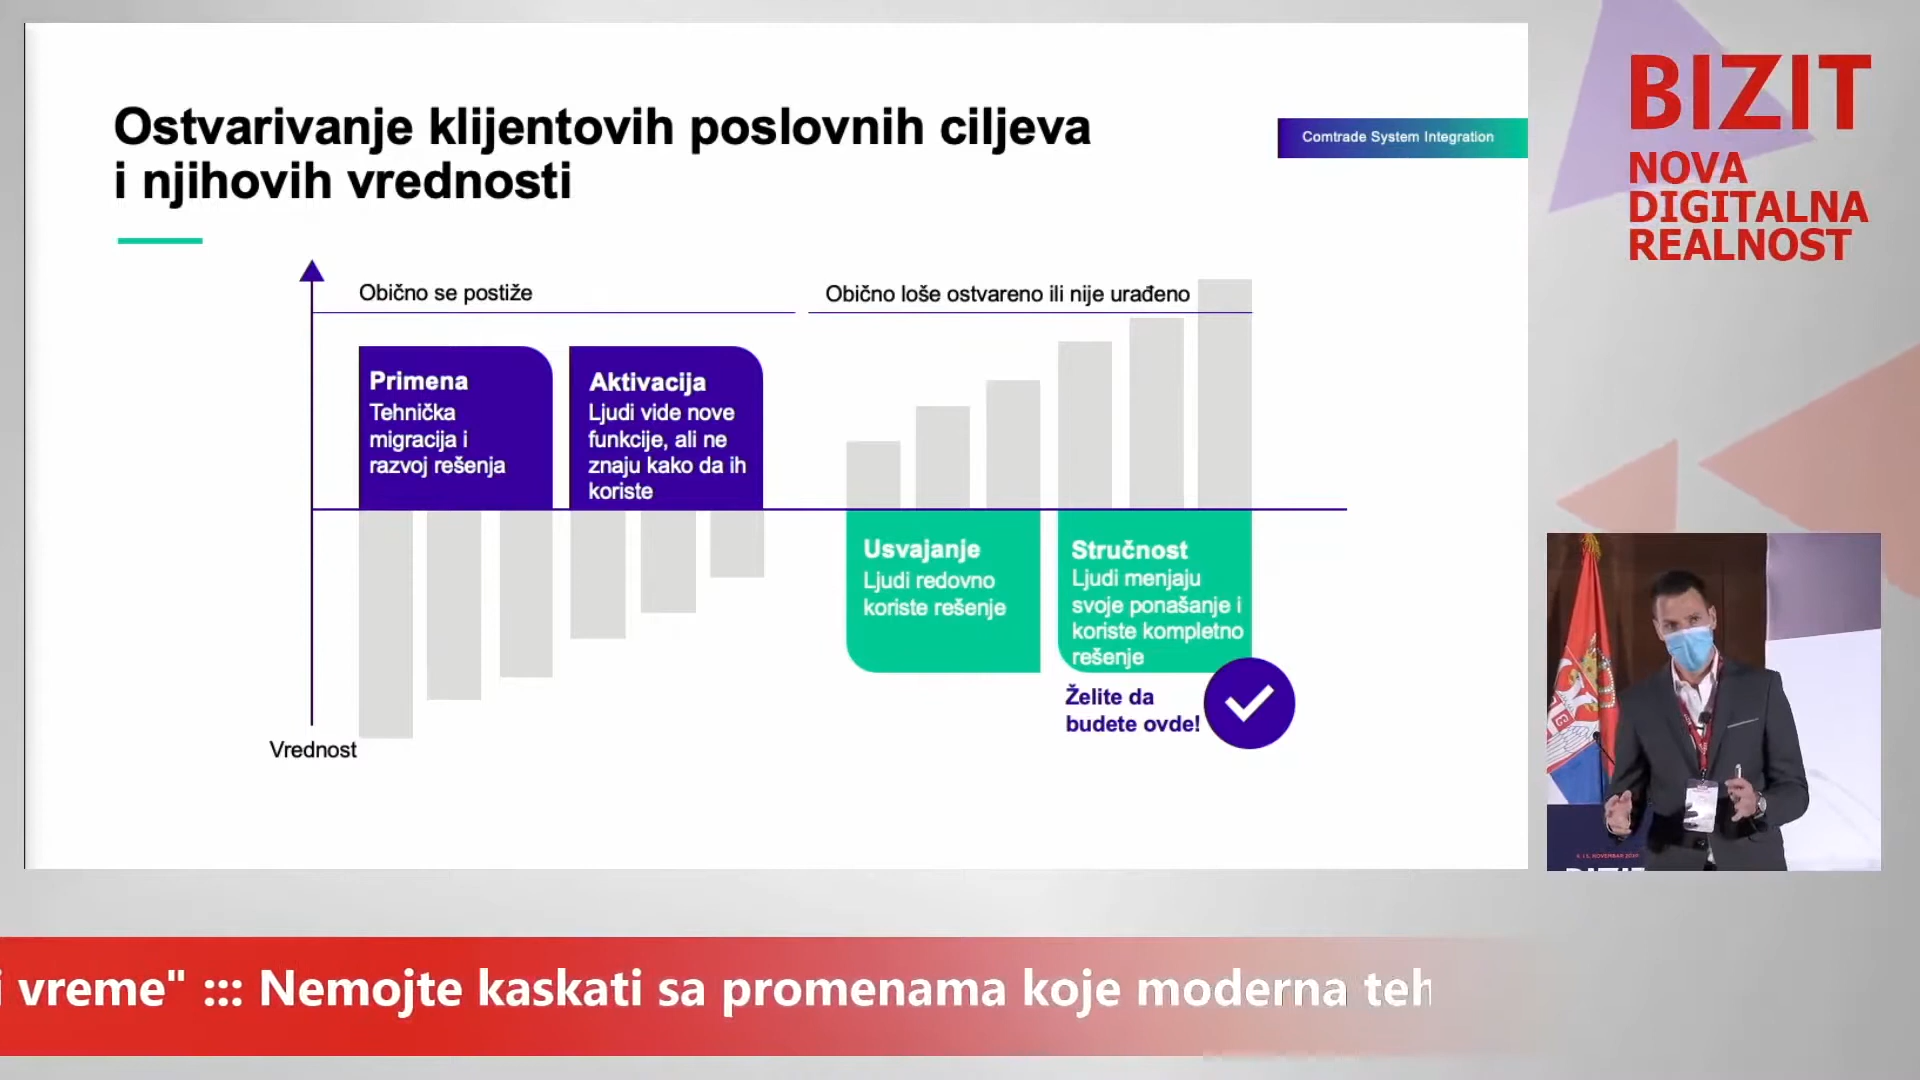 Ostvarivanje klijentovih poslovnih ciljeva
i njihovih vrednosti
Comtrade System Integration
Obično se postiže
Obično loše ostvareno ili nije urađeno
Primena
Tehnička
migracija i
razvoj rešenja
Aktivacija
Ljudi vide nove
funkcije, ali ne
znaju kako da ih
koriste
Usvajanje
Ljudi redovno
koriste rešenje
Stručnost
Ljudi menjaju
svoje ponašanje i
koriste kompletno
rešenje
Želite da
budete ovde!
Vrednost
BIZIT
NOVA
DIGITALNA
REALNOST
i vreme" ::: Nemojte kaskati sa promenama koje moderna teh